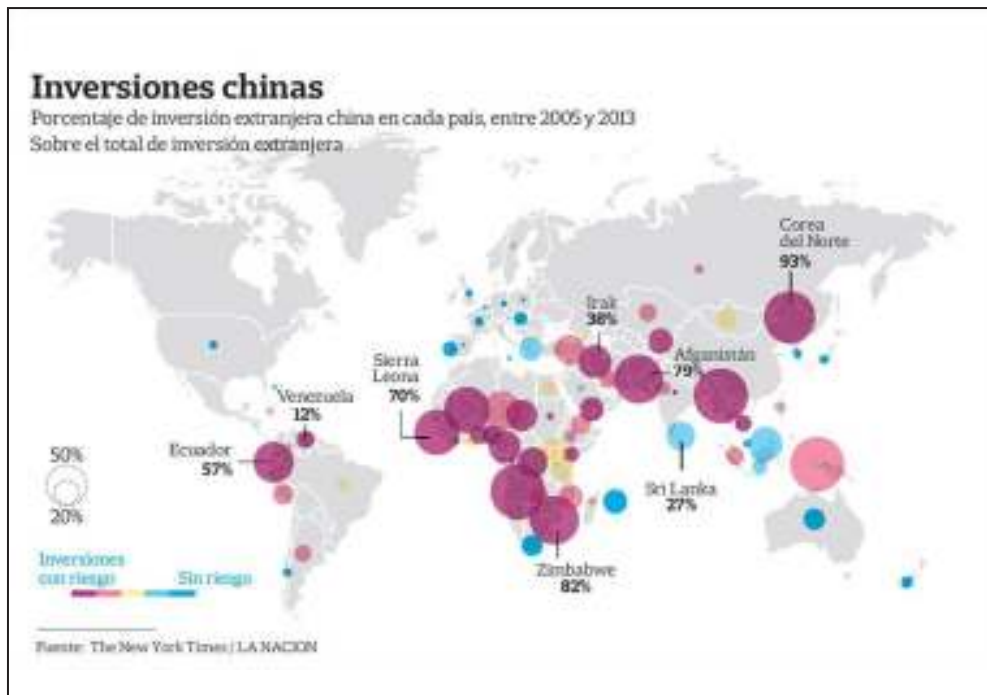 Inversiones chinas
Porcentaje de inversión extranjera china en cada país, entre 2005 y 2013
Sobre el total de inversión extranjera
Corea
del Norte
93%
Irak
38%
Afganistán
79%
Sierra
Leona
70%
Venezuela
12%
Ecuador
57%
50%
20%
Sri Lanka
27%
Zimbabwe
82%
Inversiones
con riesgo
Sin riesgo
Fuente: The New York Times / LA NACION